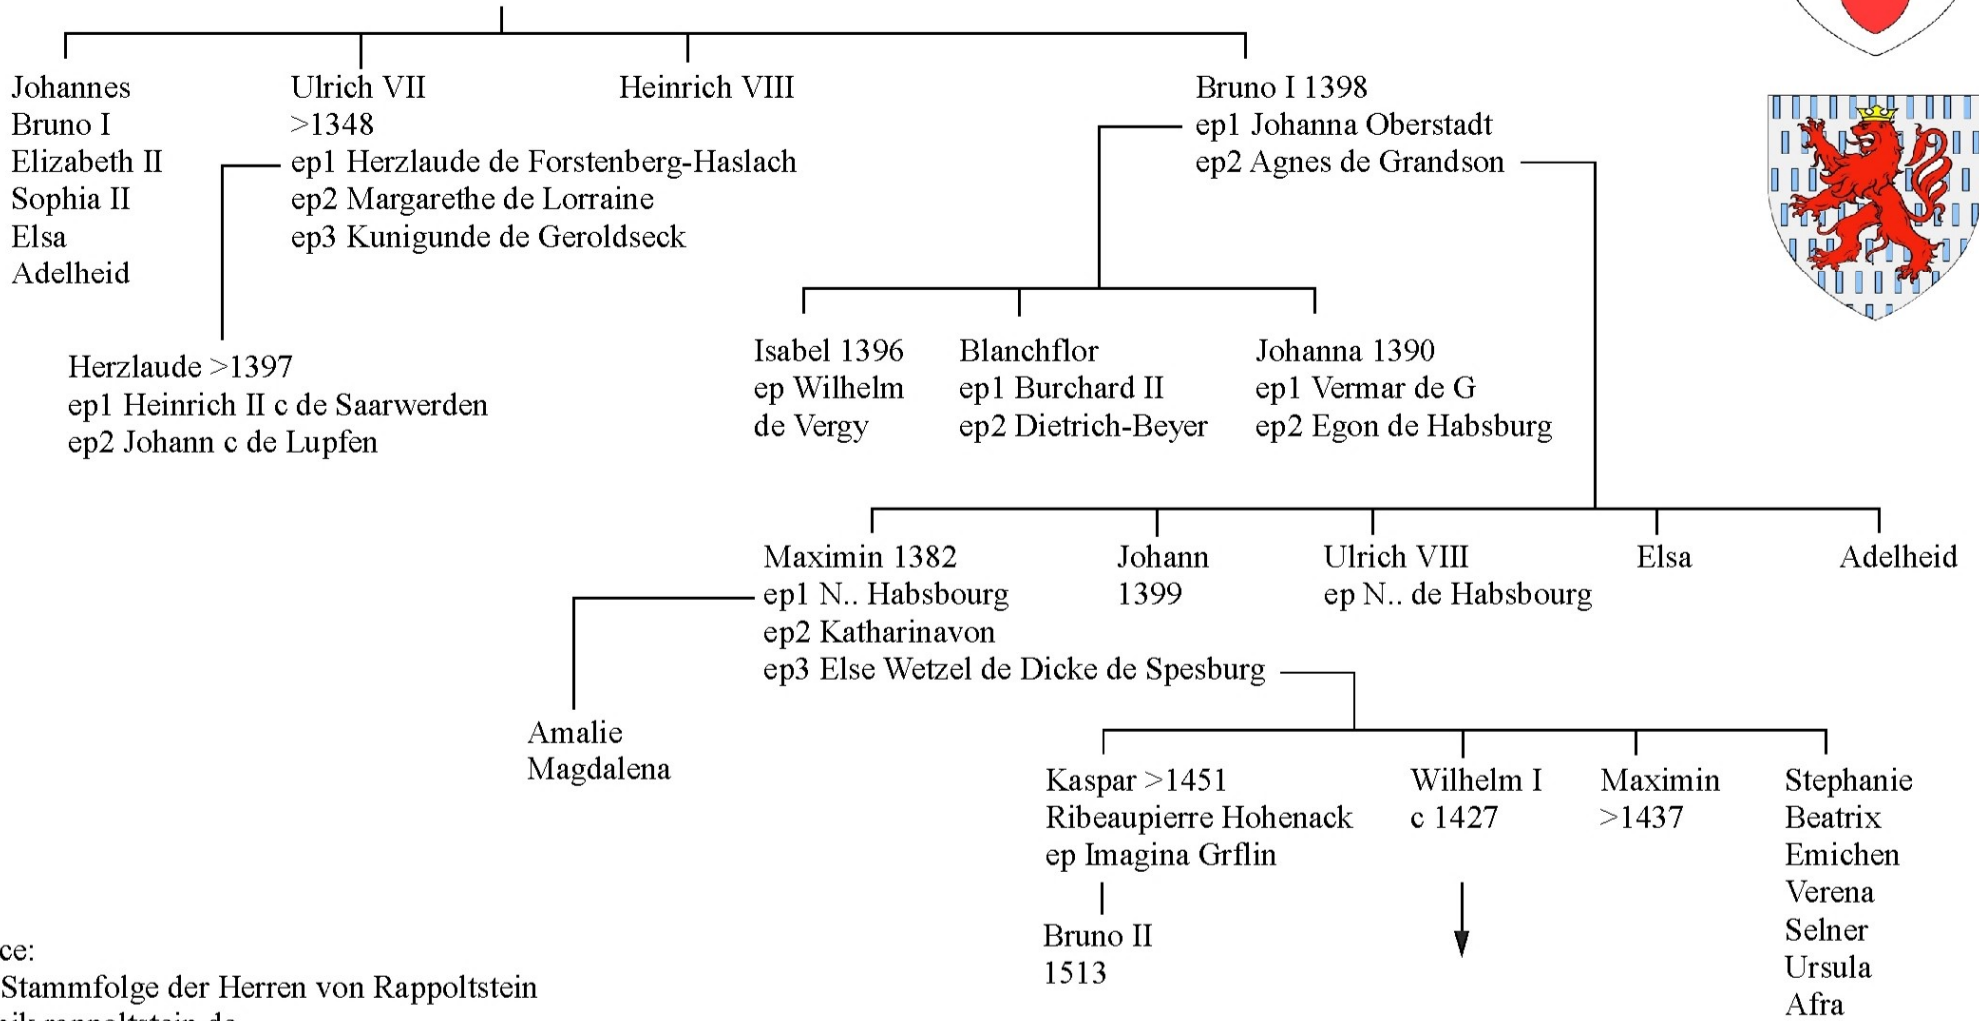 Johannes
Bruno I
Elizabeth II
Sophia II
Elsa
Adelheid
Ulrich VII
>1348
ep1 Herzlaude de Forstenberg-Haslach
ep2 Margarethe de Lorraine
ep3 Kunigunde de Geroldseck
Heinrich VIII
Bruno I 1398
ep1 Johanna Oberstadt
ep2 Agnes de Grandson
Herzlaude >1397
ep1 Heinrich II c de Saarwerden
ep2 Johann c de Lupfen
Isabel 1396
ep Wilhelm
de Vergy
Blanchflor
ep1 Burchard II
ep2 Dietrich-Beyer
Johanna 1390
ep1 Vermar de G
ep2 Egon de Habsburg
Maximin 1382
ep1 N.. Habsbourg
ep2 Katharinavon
ep3 Else Wetzel de Dicke de Spesburg
Johann
1399
Ulrich VIII
ep N.. de Habsbourg
Elsa
Adelheid
Amalie
Magdalena
Kaspar >1451
Ribeaupierre Hohenack
ep Imagina Grflin
Wilhelm I
c 1427
Maximin
>1437
Stephanie
Beatrix
Emichen
Verena
Selner
Ursula
Afra
Bruno II
1513
ce:
Stammfolge der Herren von Rappoltstein